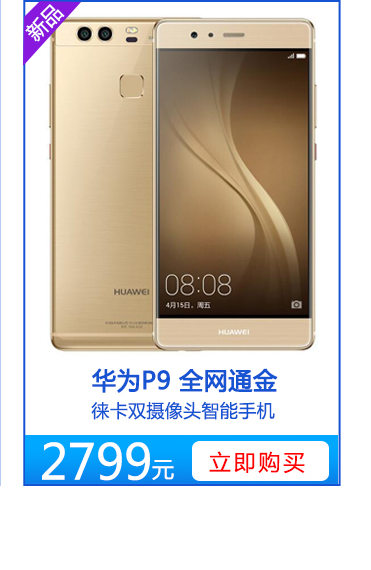 新品
HUAWEI
08:08
4月15日，周五
HUAWEI
华为P9 全网通金
徕卡双摄像头智能手机
2799元
立即购买